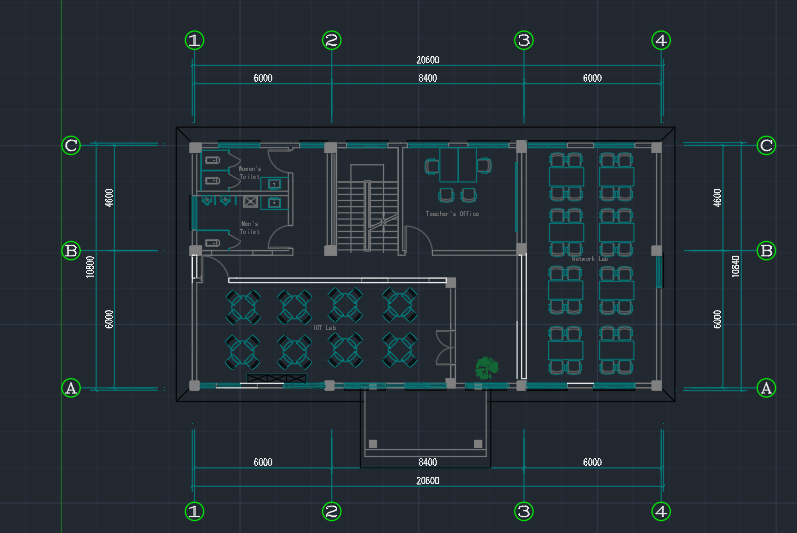 1 2 3 4
20600
6000 8400 6000
C C
Women's
Toilet
4600 4600
Men's
Toilet
Teacher's Office
B B
10800 10840
Network Lab
6000 6000
IOT Lab
A A
6000 8400 6000
20600
1 2 3 4